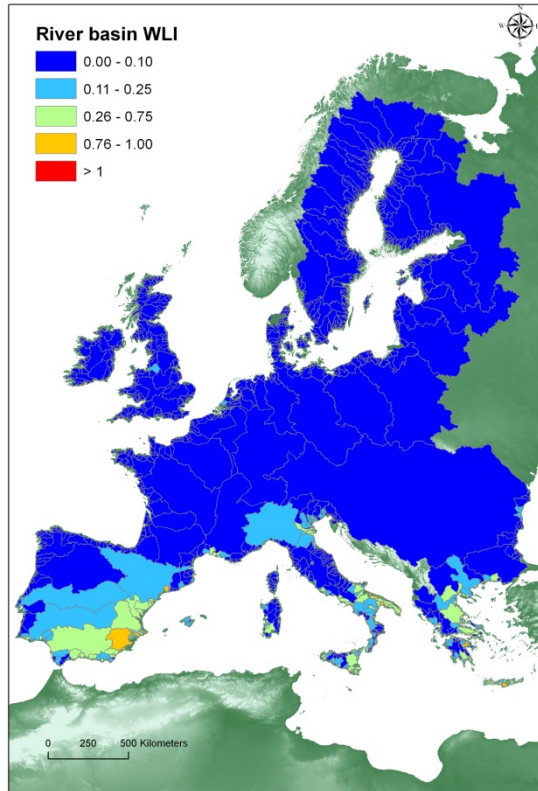 River basin WLI
0.00 - 0.10
0.11 - 0.25
0.26 - 0.75
0.76 - 1.00
> 1
N
W E
S
0 250 500 Kilometers